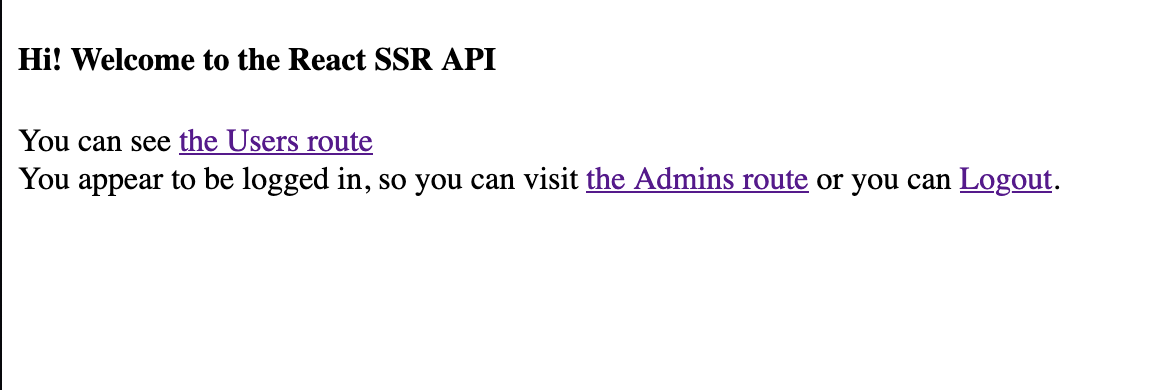 Hi! Welcome to the React SSR API
You can see the Users route
You appear to be logged in, so you can visit the Admins route or you can Logout.